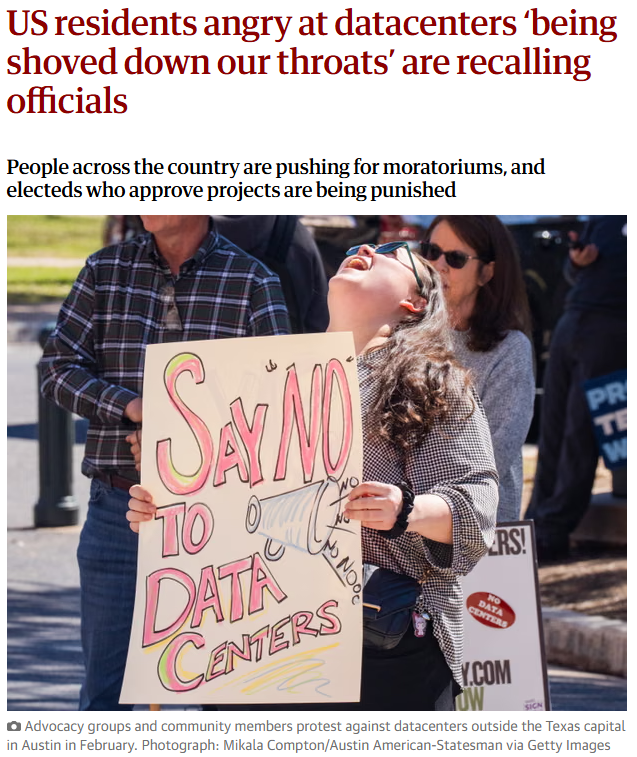 US residents angry at datacenters ‘being
shoved down our throats’ are recalling
officials
People across the country are pushing for moratoriums, and
electeds who approve projects are being punished
SAY "NO"
TO
DATA
CENTERS
NO
NO
NO NOOO
PRO
TE
W
ERS!
NO
DATA
CENTERS
Y.COM
OW
SIGN
Advocacy groups and community members protest against datacenters outside the Texas capital
in Austin in February. Photograph: Mikala Compton/Austin American-Statesman via Getty Images